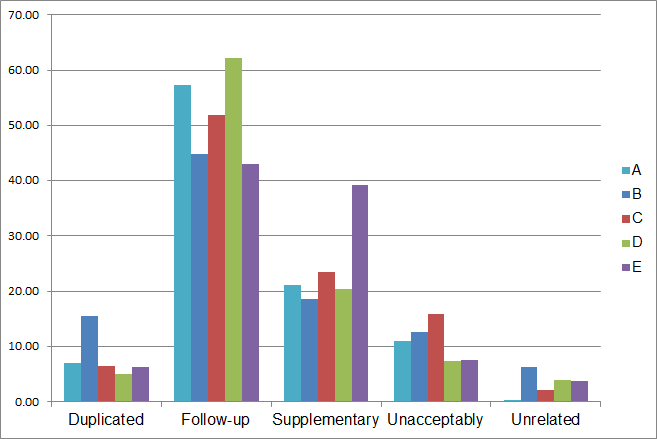 70.00
60.00
50.00
40.00
30.00
20.00
10.00
0.00
Duplicated Follow-up Supplementary Unacceptably Unrelated
A
B
C
D
E